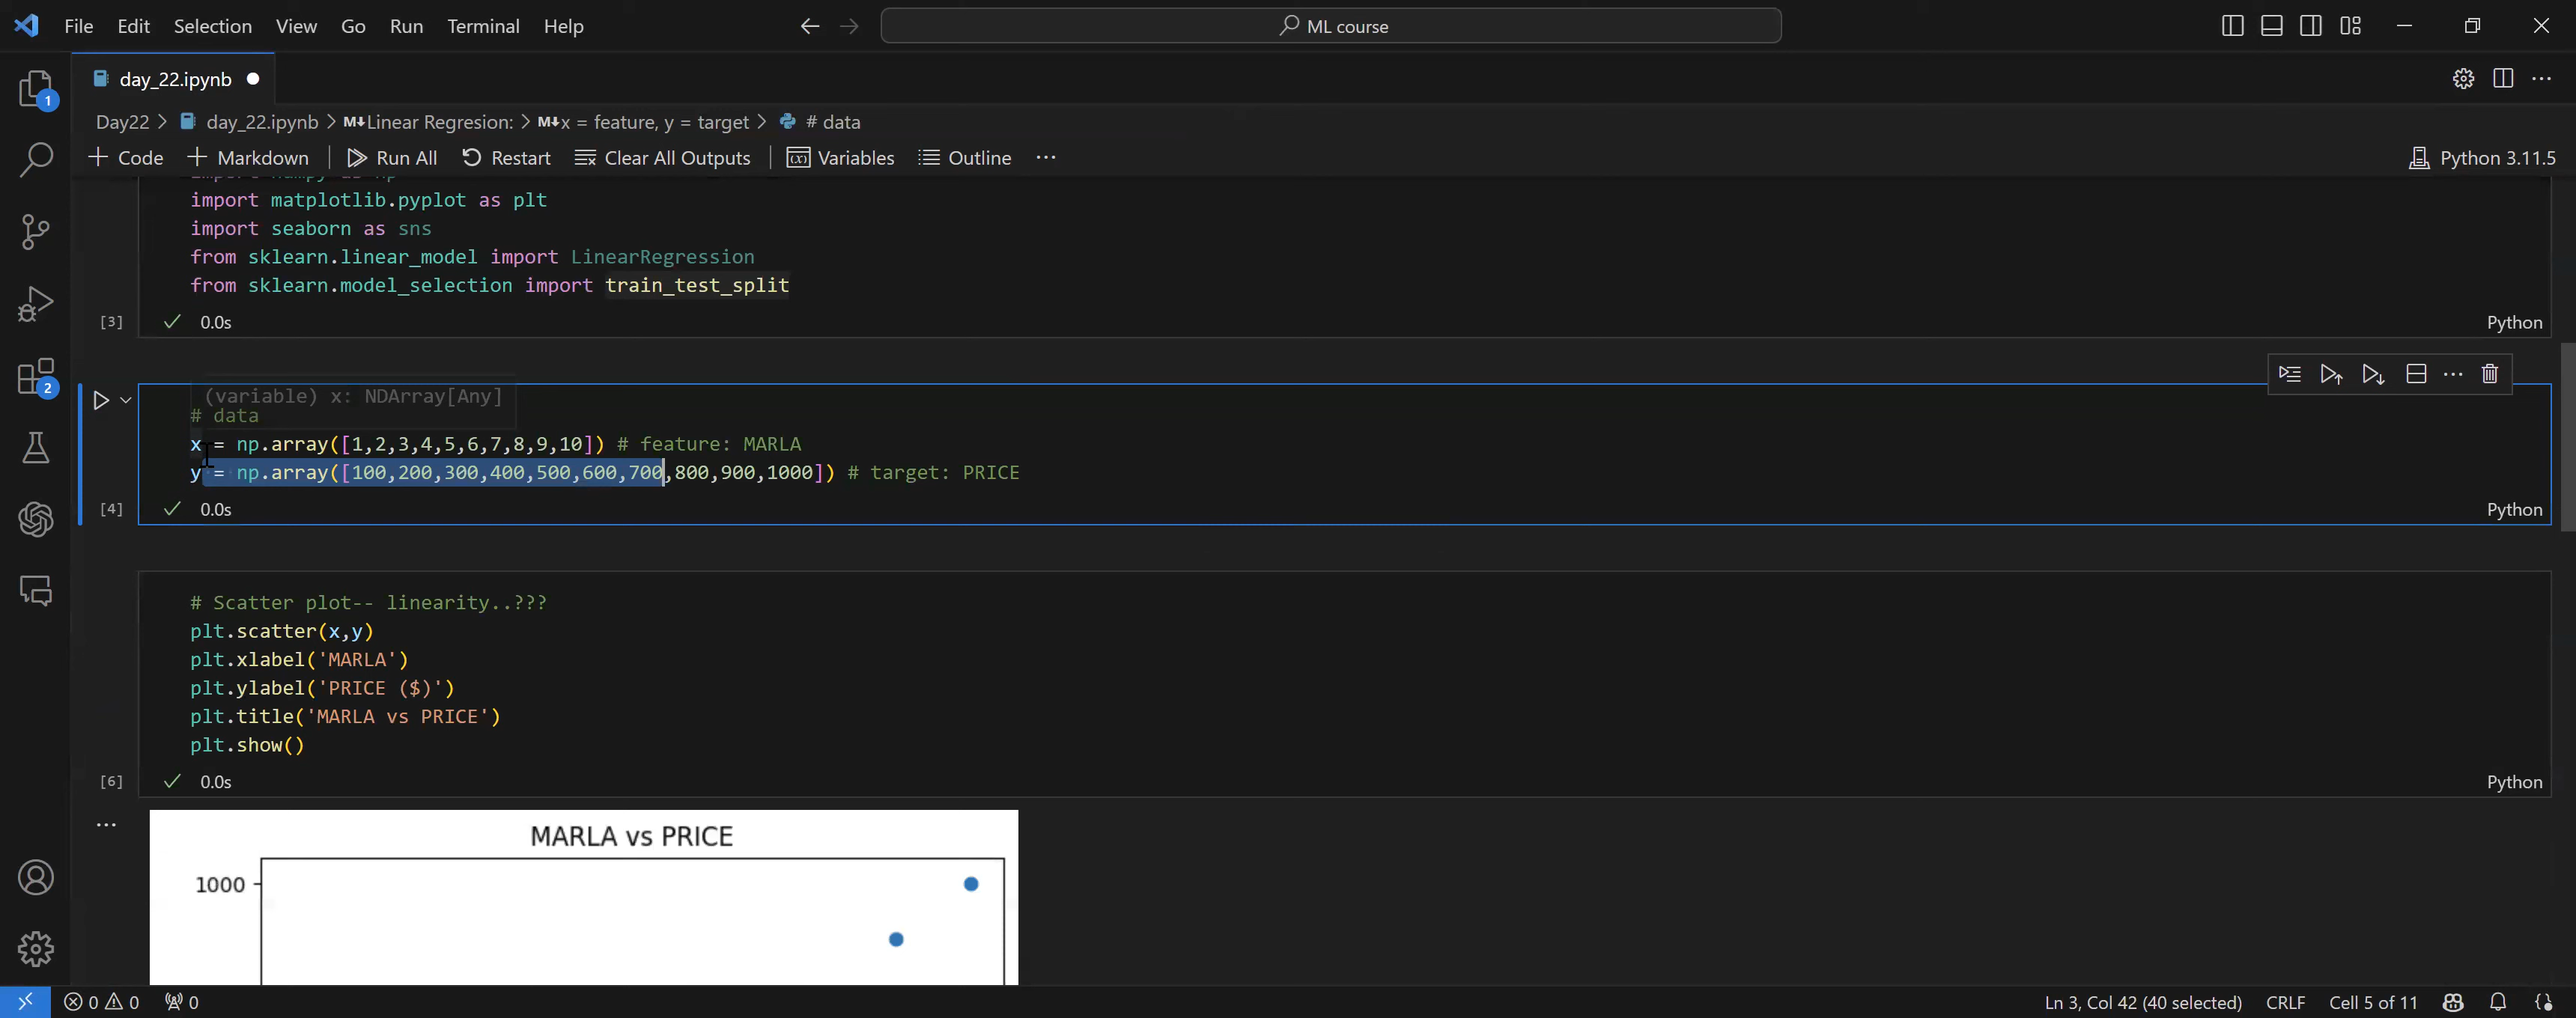 File Edit Selection View Go Run Terminal Help
ML course
day_22.ipynb
Day22 > day_22.ipynb > M↓Linear Regresion: > M↓x = feature, y = target > # data
+ Code + Markdown Run All Restart Clear All Outputs Variables Outline ...
Python 3.11.5
import numpy as np
import matplotlib.pyplot as plt
import seaborn as sns
from sklearn.linear_model import LinearRegression
from sklearn.model_selection import train_test_split
[3] 0.0s Python
(variable) x: NDArray[Any]
# data
x = np.array([1,2,3,4,5,6,7,8,9,10]) # feature: MARLA
y = np.array([100,200,300,400,500,600,700,800,900,1000]) # target: PRICE
[4] 0.0s Python
# Scatter plot-- linearity..???
plt.scatter(x,y)
plt.xlabel('MARLA')
plt.ylabel('PRICE ($)')
plt.title('MARLA vs PRICE')
plt.show()
[6] 0.0s Python
MARLA vs PRICE
1000
1
2
0 0 0 Ln 3, Col 42 (40 selected) CRLF Cell 5 of 11